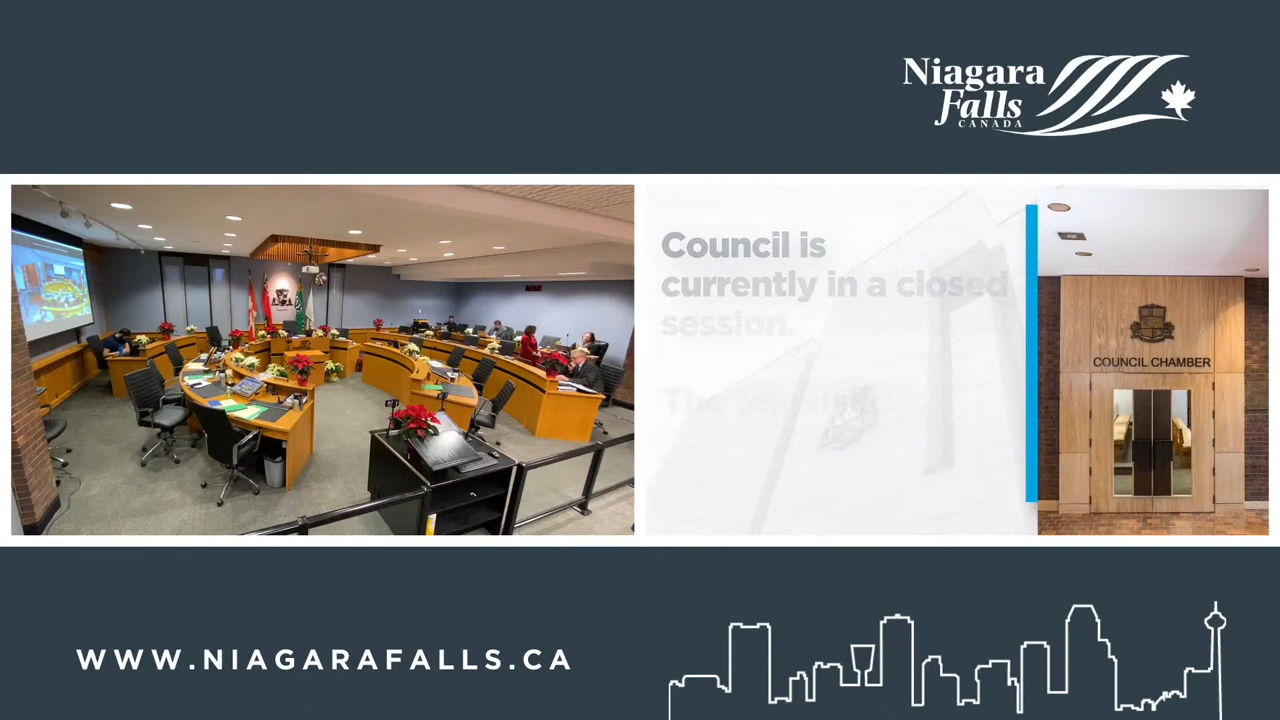 Niagara
Falls
CANADA
Council is
currently in a closed
session.
COUNCIL CHAMBER
WWW.NIAGARAFALLS.CA